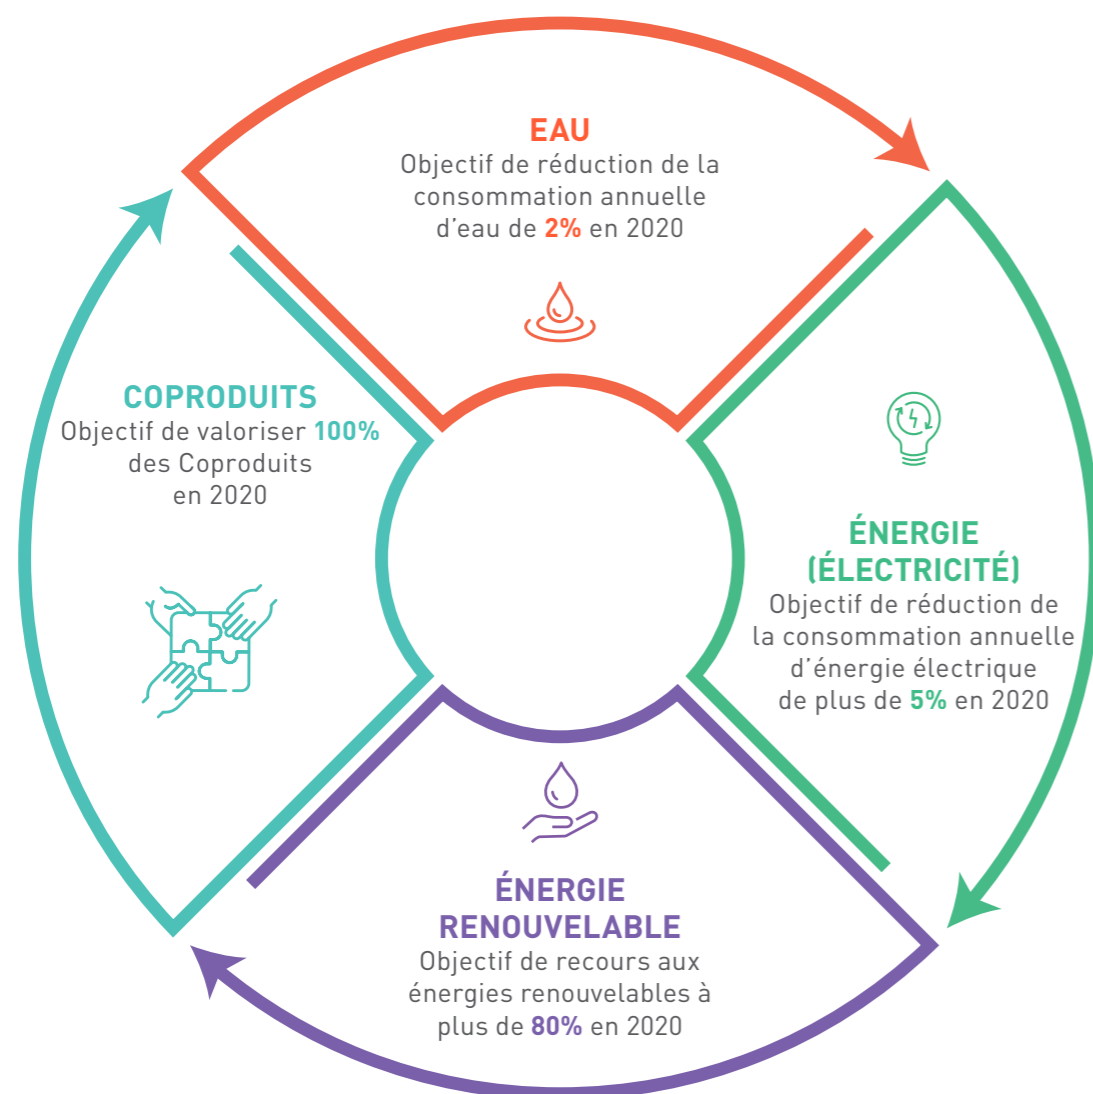 EAU
Objectif de réduction de la
consommation annuelle
d’eau de 2% en 2020
COPRODUITS
Objectif de valoriser 100%
des Coproduits
en 2020
ÉNERGIE
(ÉLECTRICITÉ)
Objectif de réduction de
la consommation annuelle
d’énergie électrique
de plus de 5% en 2020
ÉNERGIE
RENOUVELABLE
Objectif de recours aux
énergies renouvelables à
plus de 80% en 2020